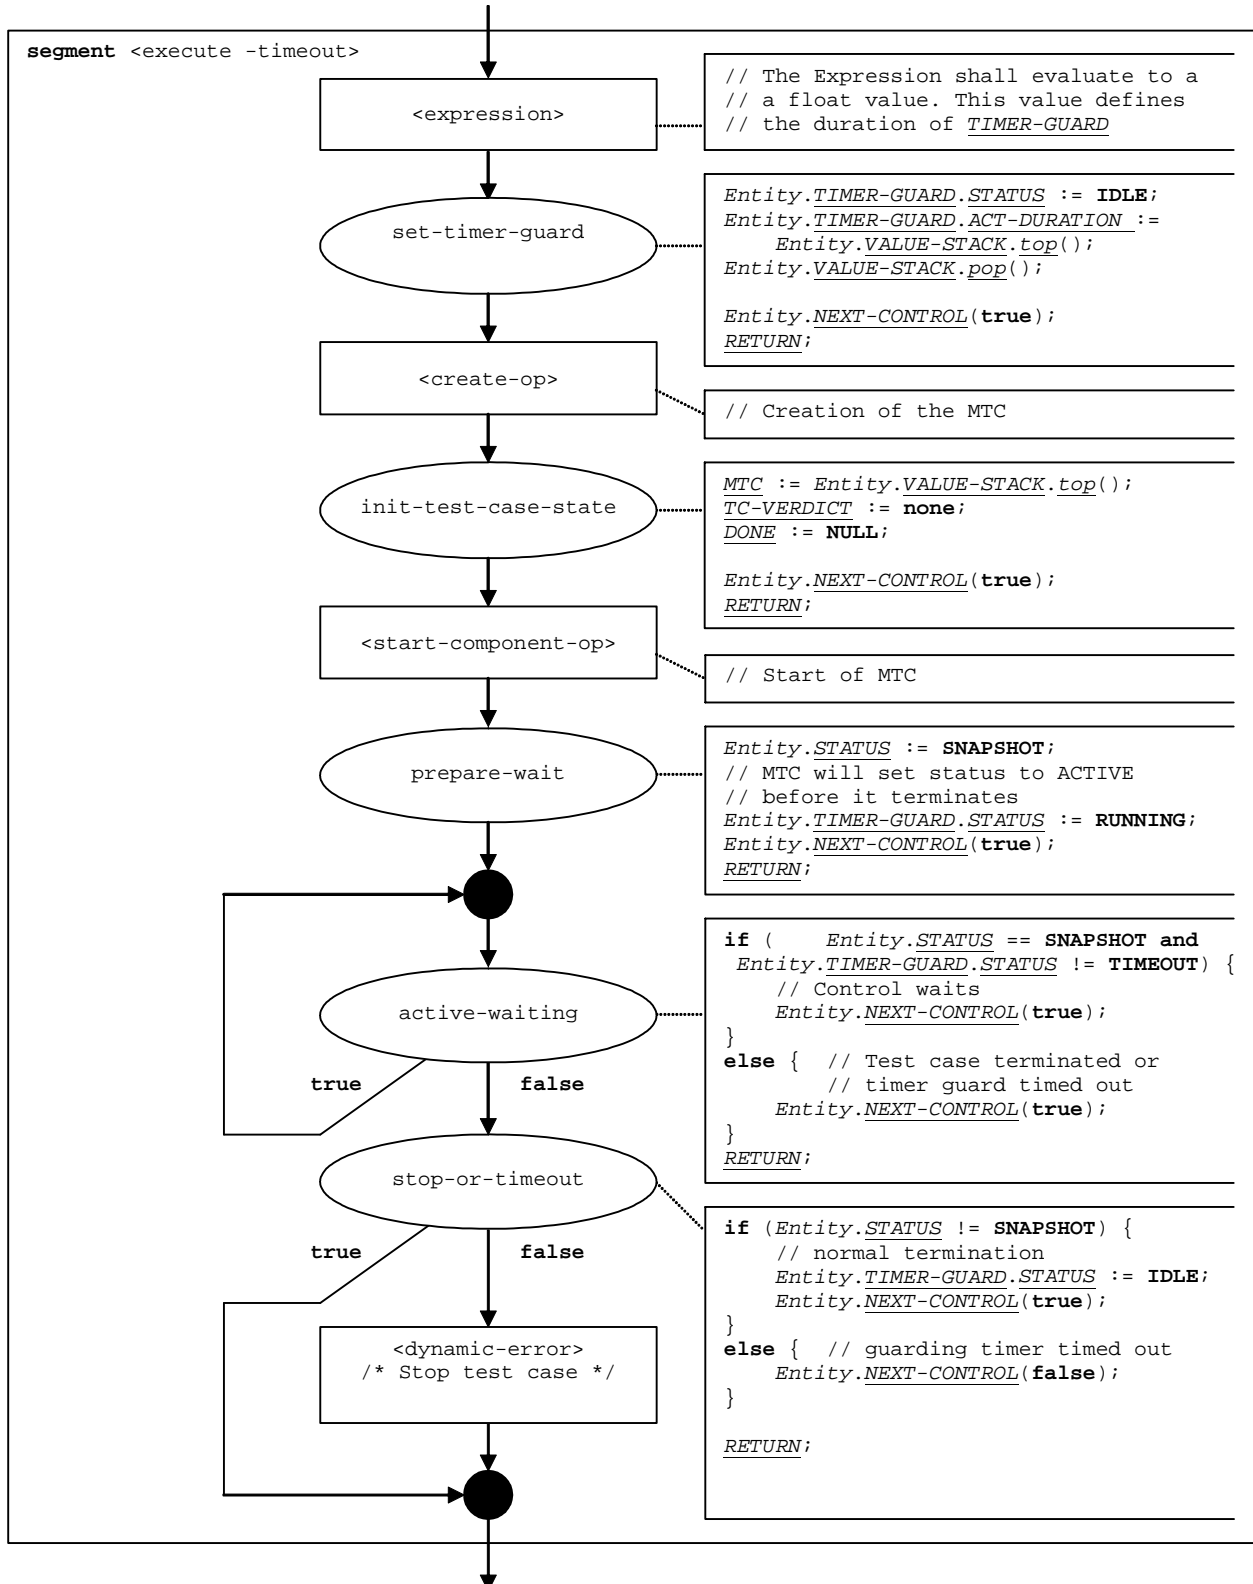 segment <execute -timeout>
<expression>
// The Expression shall evaluate to a
// a float value. This value defines
// the duration of TIMER-GUARD
set-timer-guard
Entity.TIMER-GUARD.STATUS := IDLE;
Entity.TIMER-GUARD.ACT-DURATION :=
Entity.VALUE-STACK.top();
Entity.VALUE-STACK.pop();
Entity.NEXT-CONTROL(true);
RETURN;
<create-op>
// Creation of the MTC
init-test-case-state
MTC := Entity.VALUE-STACK.top();
TC-VERDICT := none;
DONE := NULL;
Entity.NEXT-CONTROL(true);
RETURN;
<start-component-op>
// Start of MTC
prepare-wait
Entity.STATUS := SNAPSHOT;
// MTC will set status to ACTIVE
// before it terminates
Entity.TIMER-GUARD.STATUS := RUNNING;
Entity.NEXT-CONTROL(true);
RETURN;
active-waiting
true
false
if ( Entity.STATUS == SNAPSHOT and
Entity.TIMER-GUARD.STATUS != TIMEOUT) {
// Control waits
Entity.NEXT-CONTROL(true);
}
else { // Test case terminated or
// timer guard timed out
Entity.NEXT-CONTROL(true);
}
RETURN;
stop-or-timeout
true
false
if (Entity.STATUS != SNAPSHOT) {
// normal termination
Entity.TIMER-GUARD.STATUS := IDLE;
Entity.NEXT-CONTROL(true);
}
else { // guarding timer timed out
Entity.NEXT-CONTROL(false);
}
RETURN;
<dynamic-error>
/* Stop test case */